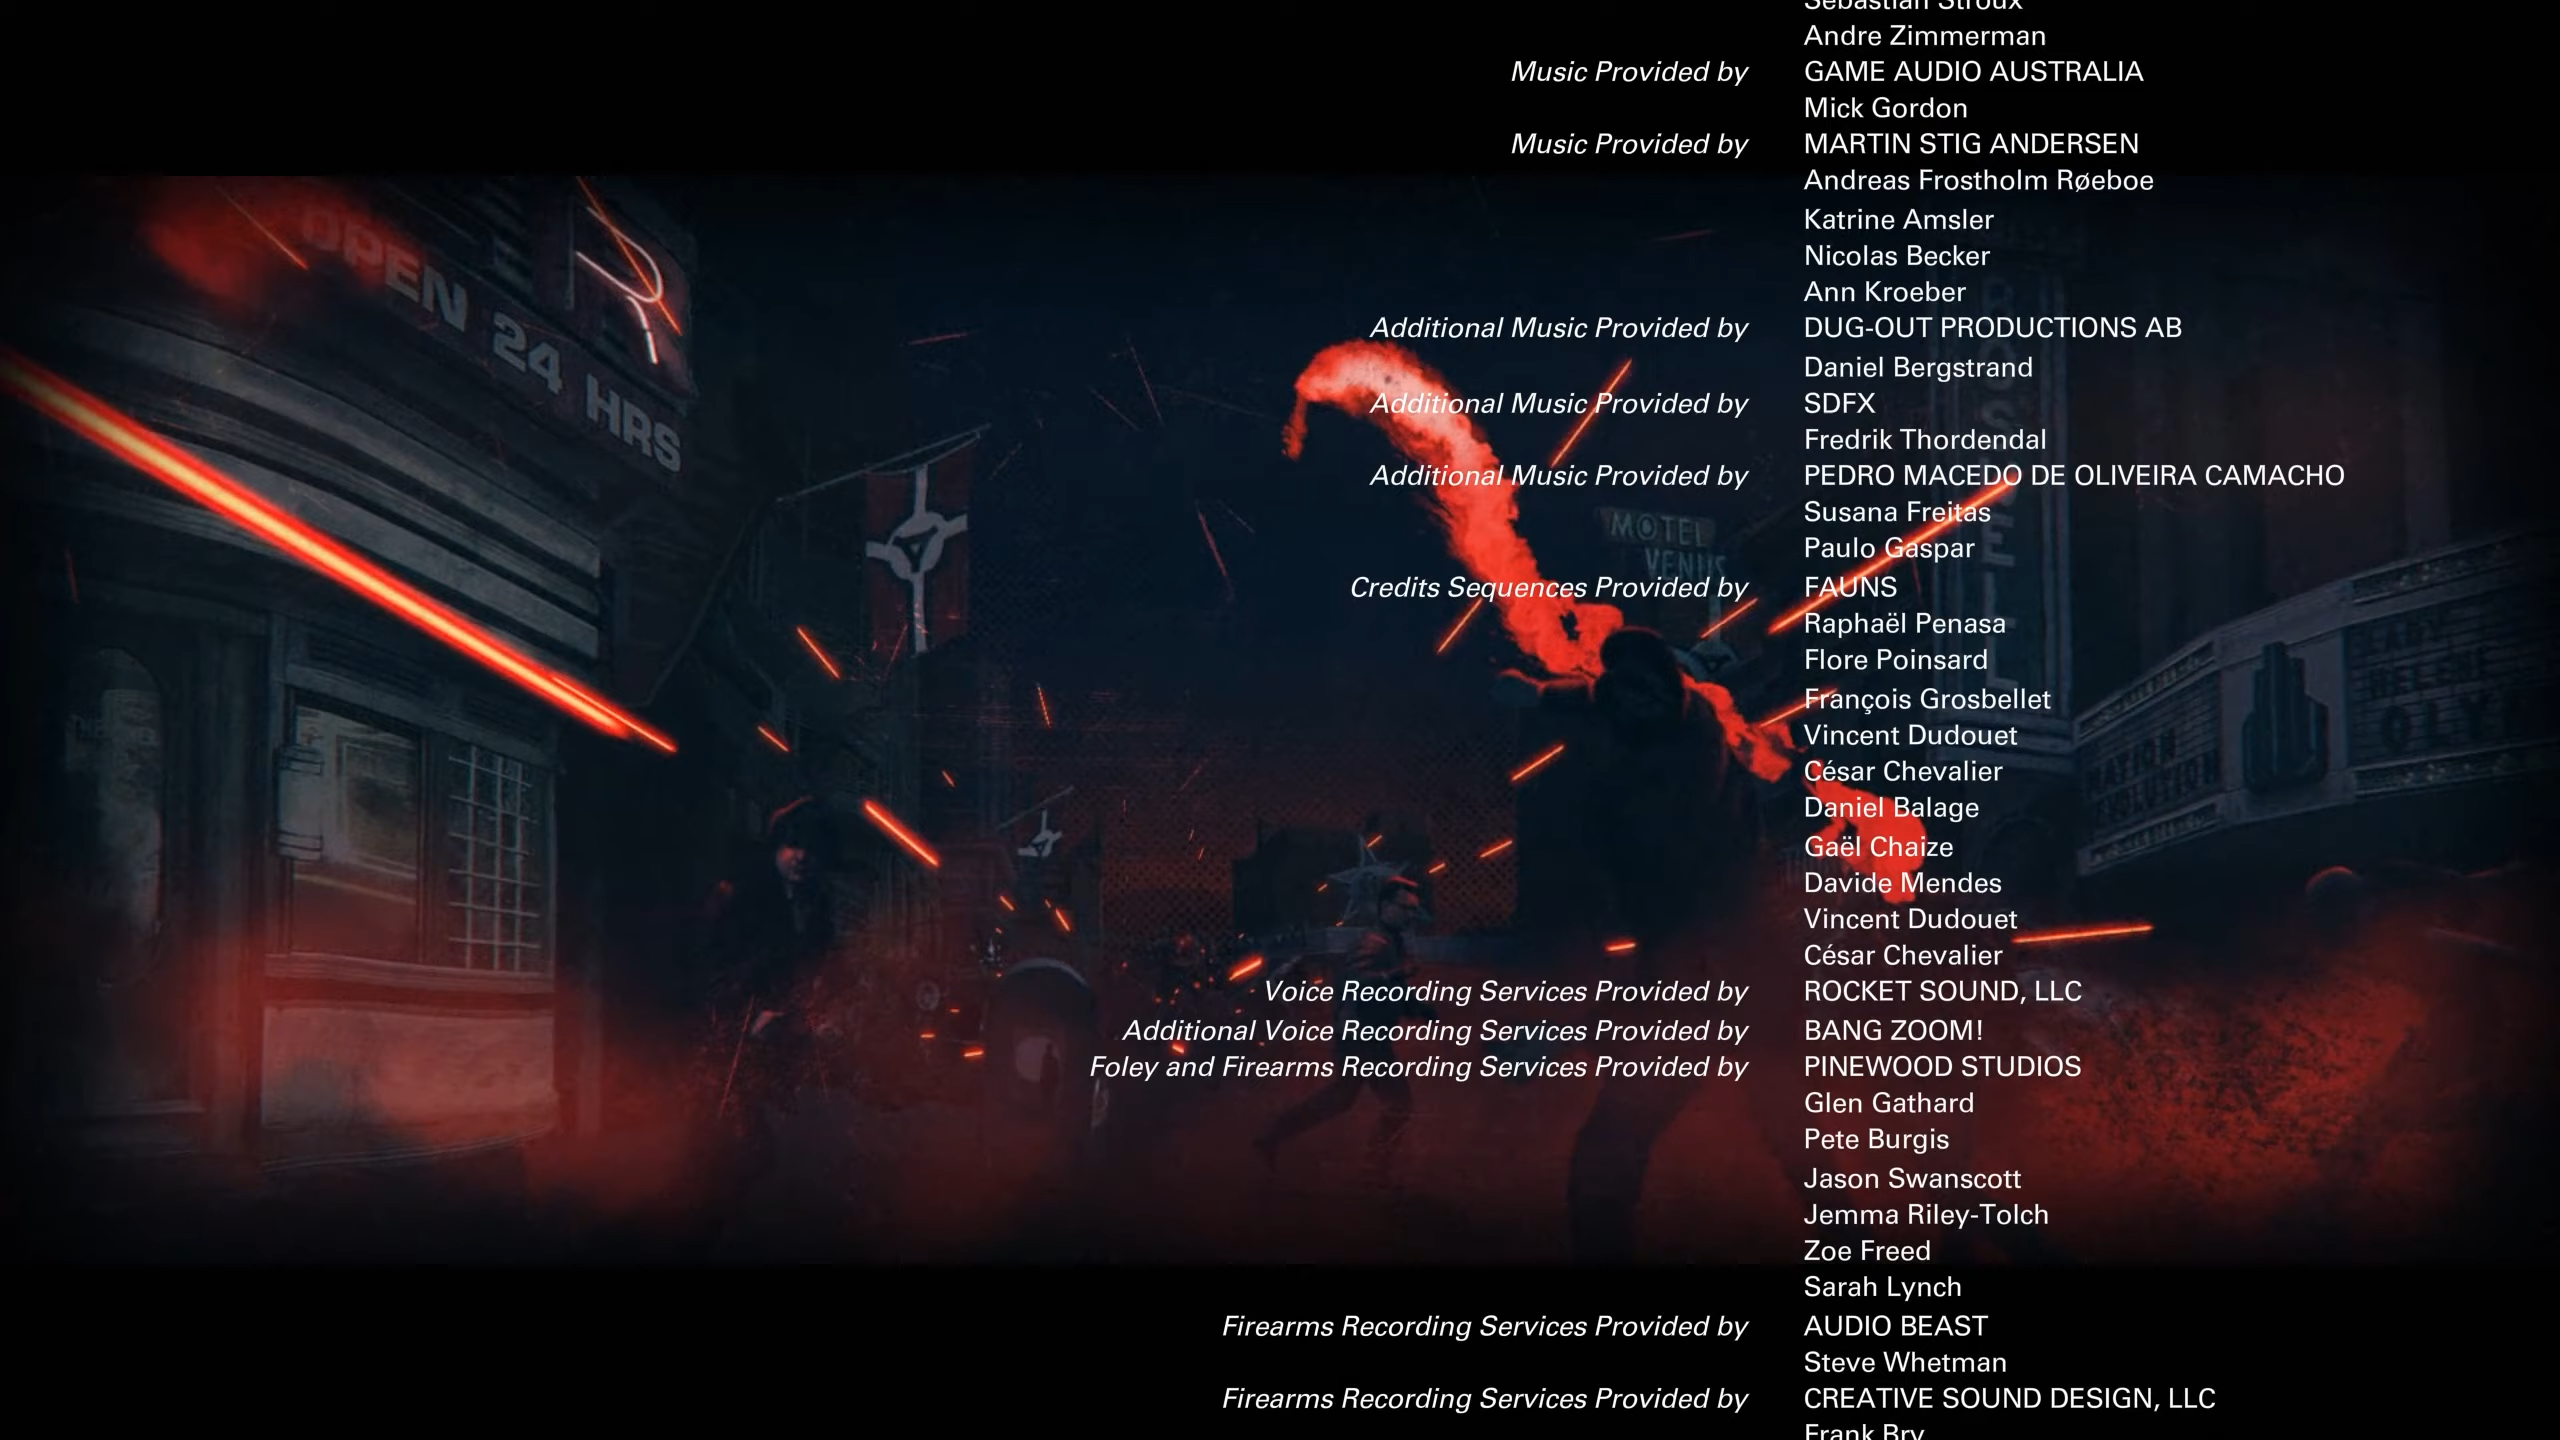 Sebastian Stroux
Andre Zimmerman
Music Provided by GAME AUDIO AUSTRALIA
Mick Gordon
Music Provided by MARTIN STIG ANDERSEN
Andreas Frostholm Røeboe
Katrine Amsler
Nicolas Becker
Ann Kroeber
Additional Music Provided by DUG-OUT PRODUCTIONS AB
Daniel Bergstrand
Additional Music Provided by SDFX
Fredrik Thordendal
Additional Music Provided by PEDRO MACEDO DE OLIVEIRA CAMACHO
Susana Freitas
Paulo Gaspar
Credits Sequences Provided by FAUNS
Raphaël Penasa
Flore Poinsard
François Grosbellet
Vincent Dudouet
César Chevalier
Daniel Balage
Gaël Chaize
Davide Mendes
Vincent Dudouet
César Chevalier
Voice Recording Services Provided by ROCKET SOUND, LLC
Additional Voice Recording Services Provided by BANG ZOOM!
Foley and Firearms Recording Services Provided by PINEWOOD STUDIOS
Glen Gathard
Pete Burgis
Jason Swanscott
Jemma Riley-Tolch
Zoe Freed
Sarah Lynch
Firearms Recording Services Provided by AUDIO BEAST
Steve Whetman
Firearms Recording Services Provided by CREATIVE SOUND DESIGN, LLC
Frank Bry
OPEN 24 HRS
R
MOTEL
VENUS